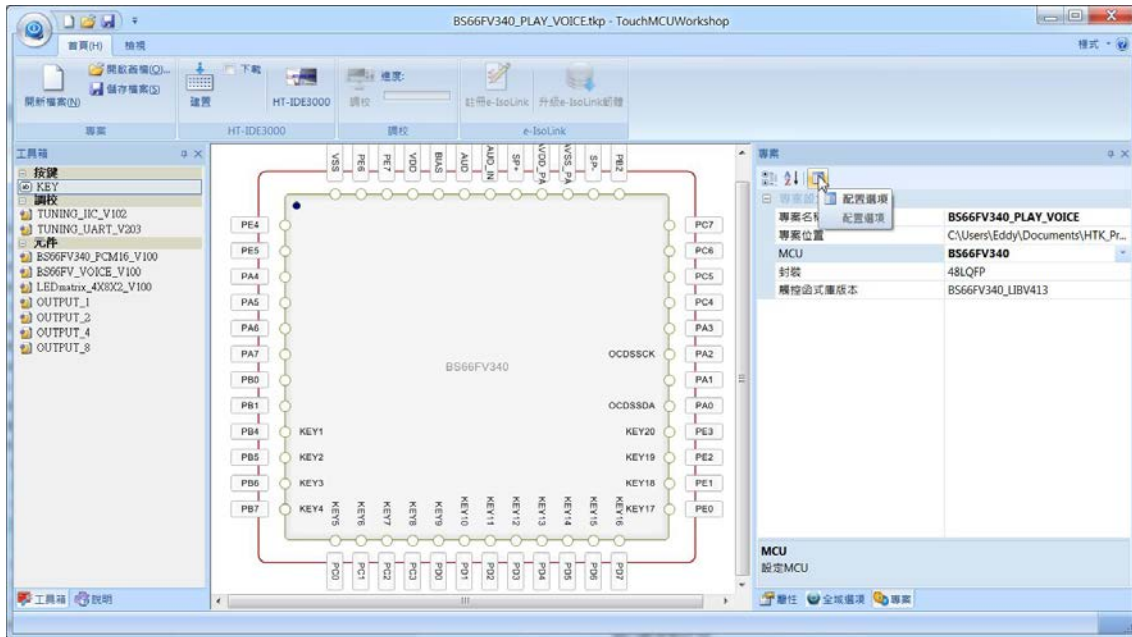 BS66FV340_PLAY_VOICE.tkp - TouchMCUWorkshop
首頁(H) 檢視 樣式
開新檔案(N)
開啟舊檔(O)...
儲存檔案(S)
專案
建置
下載
HT-IDE3000
HT-IDE3000
調校
進度:
調校
註冊e-IsoLink
升級e-IsoLink韌體
e-IsoLink
工具箱
按鍵
KEY
調校
TUNING_IIC_V102
TUNING_UART_V203
元件
BS66FV340_PCM16_V100
BS66FV_VOICE_V100
LEDmatrix_4X8X2_V100
OUTPUT_1
OUTPUT_2
OUTPUT_4
OUTPUT_8
工具箱 說明
VSS PE6 PE7 VDD BIAS AUD AUD_IN SP+ AVDD_PA AVSS_PA SP- PB2
PE4 PC7
PE5 PC6
PA4 PC5
PA5 PC4
PA6 PA3
PA7 OCDSSCK PA2
BS66FV340
PB0 PA1
PB1 OCDSSDA PA0
PB4 KEY1 KEY20 PE3
PB5 KEY2 KEY19 PE2
PB6 KEY3 KEY18 PE1
PB7 KEY4 KEY5 KEY6 KEY7 KEY8 KEY9 KEY10 KEY11 KEY12 KEY13 KEY14 KEY15 KEY16 KEY17 PE0
PC0 PC1 PC2 PC3 PD0 PD1 PD2 PD3 PD4 PD5 PD6 PD7
專案
配置選項
配置選項
專案名稱 BS66FV340_PLAY_VOICE
專案位置 C:\Users\Eddy\Documents\HTK_Pr...
MCU BS66FV340
封裝 48LQFP
觸控函式庫版本 BS66FV340_LIBV413
MCU
設定MCU
屬性 全域選項 專案